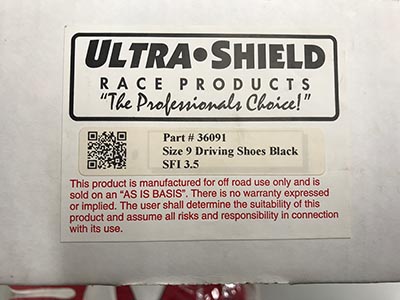 ULTRA•SHIELD
RACE PRODUCTS
"The Professionals Choice!"
Part # 36091
Size 9 Driving Shoes Black
SFI 3.5
This product is manufactured for off road use only and is
sold on an "AS IS BASIS". There is no warranty expressed
or implied. The user shall determine the suitability of this
product and assume all risks and responsibility in connection
with its use.